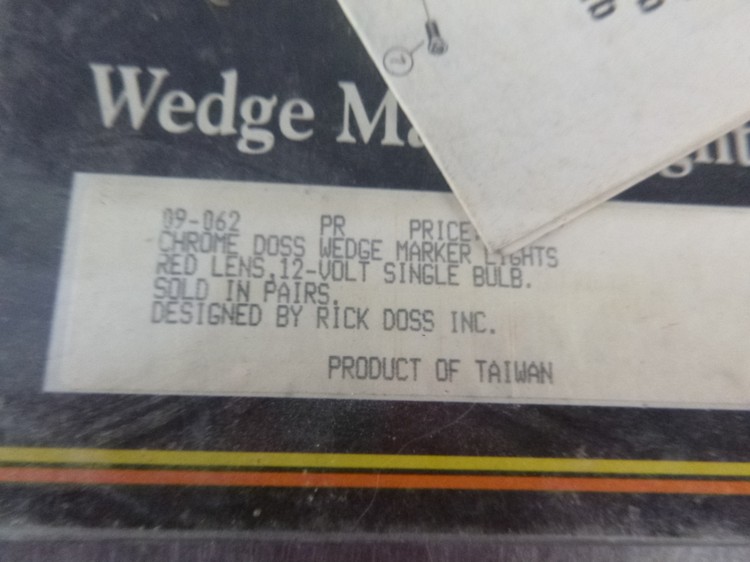 1
Wedge
09-062 PR PRICE
CHROME DOSS WEDGE MARKER LIGHTS
RED LENS,12-VOLT SINGLE BULB.
SOLD IN PAIRS.
DESIGNED BY RICK DOSS INC.
PRODUCT OF TAIWAN